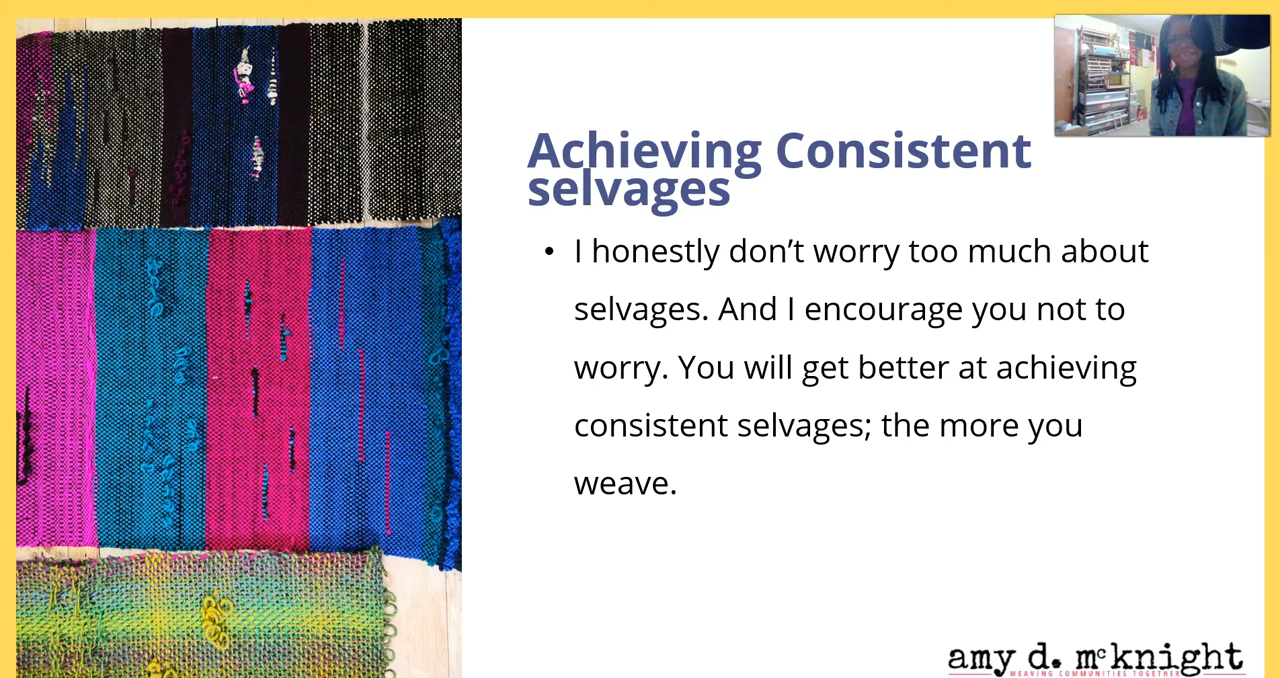 Achieving Consistent
selvages
• I honestly don’t worry too much about
selvages. And I encourage you not to
worry. You will get better at achieving
consistent selvages; the more you
weave.
amy d. mcknight
WEAVING COMMUNITIES TOGETHER